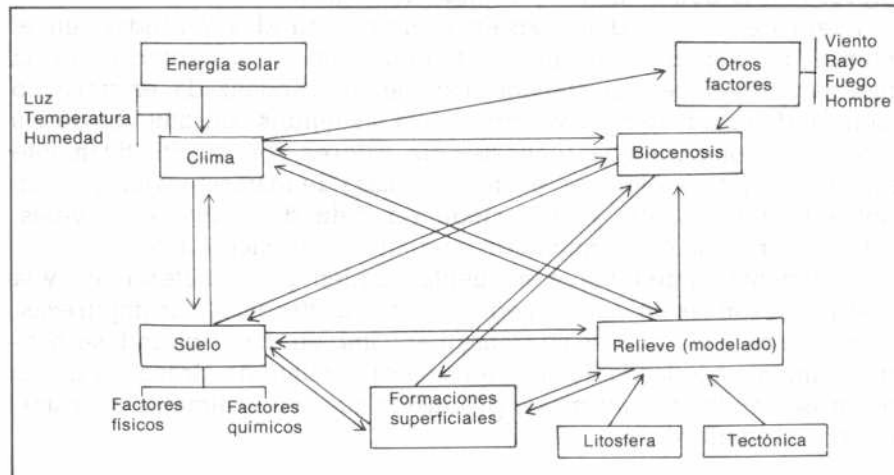 Energía solar
Otros
factores
Viento
Rayo
Fuego
Hombre
Luz
Temperatura
Humedad
Clima
Biocenosis
Suelo
Relieve (modelado)
Factores
físicos
Factores
químicos
Formaciones
superficiales
Litosfera
Tectónica